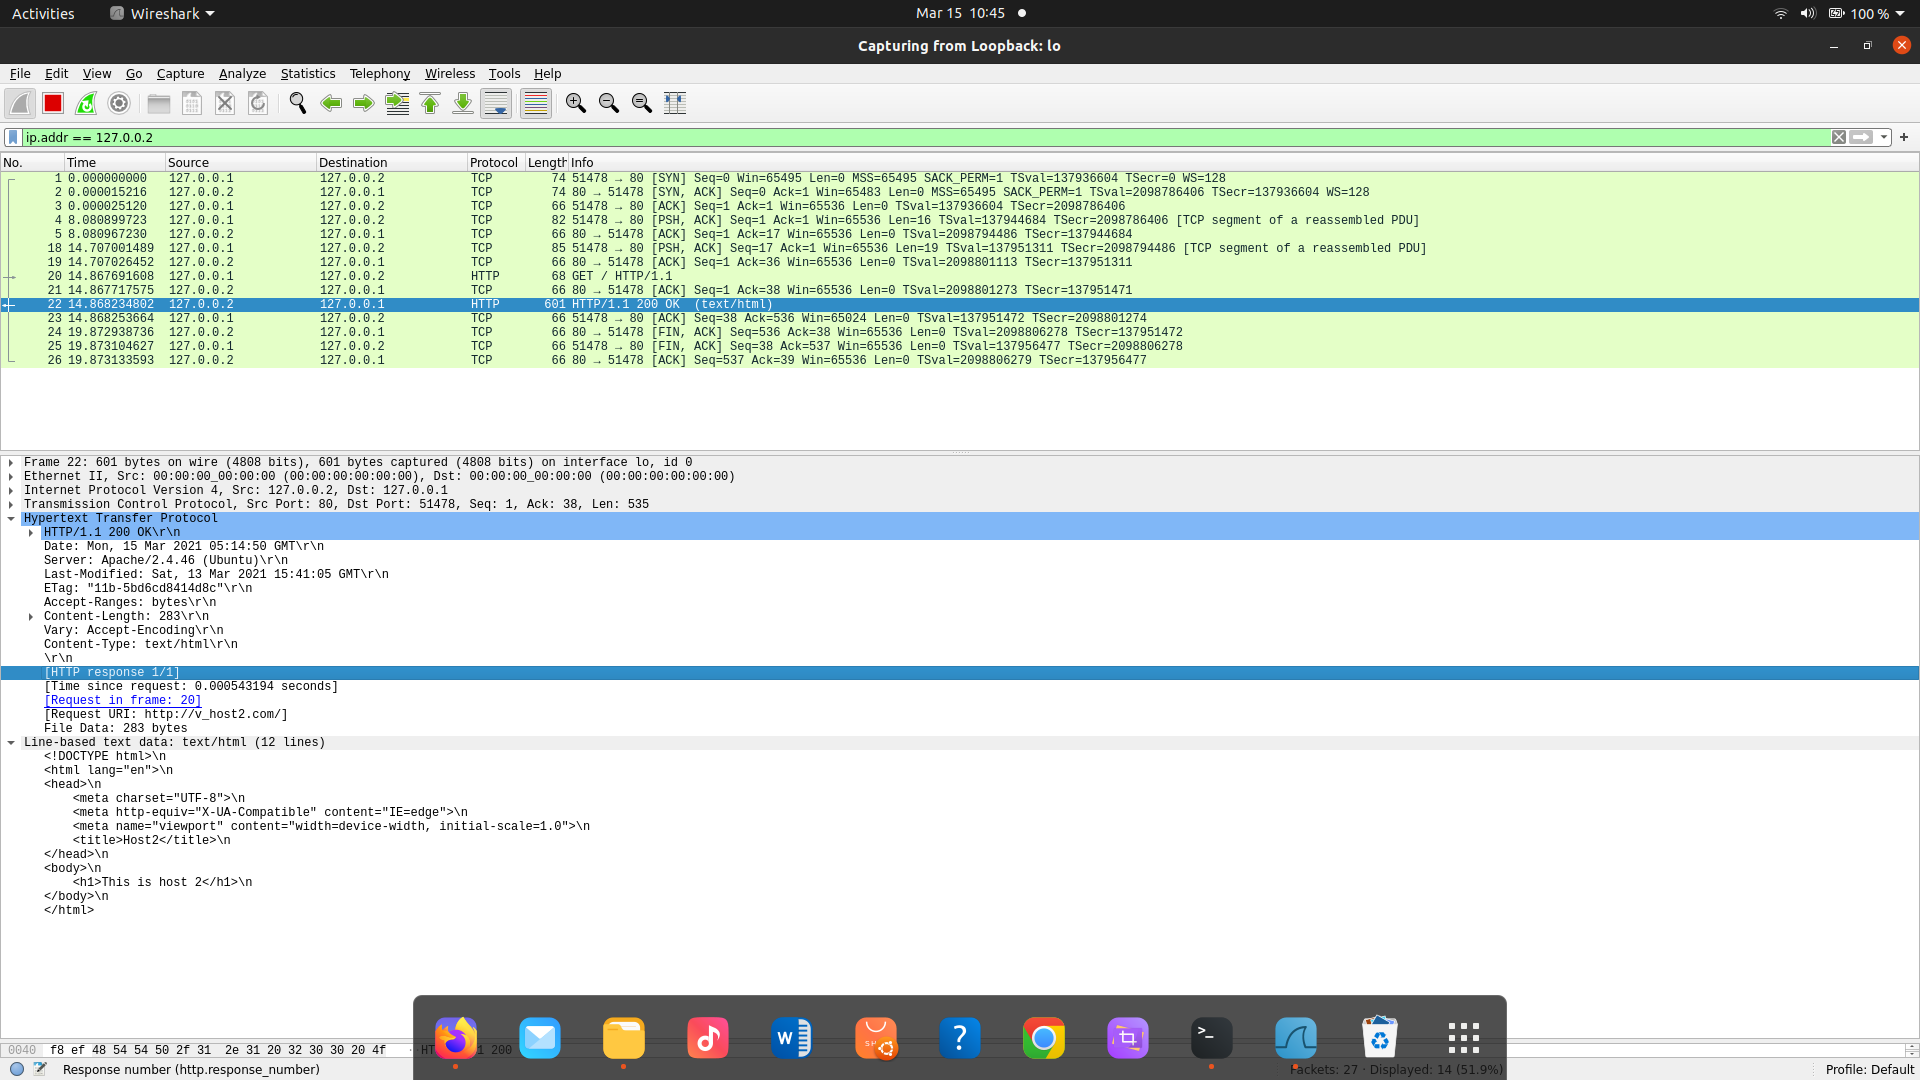 Activities Wireshark Mar 15 10:45 100 %
Capturing from Loopback: lo
File Edit View Go Capture Analyze Statistics Telephony Wireless Tools Help
ip.addr == 127.0.0.2
No. Time Source Destination Protocol Length Info
1 0.000000000 127.0.0.1 127.0.0.2 TCP 74 51478 → 80 [SYN] Seq=0 Win=65495 Len=0 MSS=65495 SACK_PERM=1 TSval=137936604 TSecr=0 WS=128
2 0.000015216 127.0.0.2 127.0.0.1 TCP 74 80 → 51478 [SYN, ACK] Seq=0 Ack=1 Win=65483 Len=0 MSS=65495 SACK_PERM=1 TSval=2098786406 TSecr=137936604 WS=128
3 0.000025120 127.0.0.1 127.0.0.2 TCP 66 51478 → 80 [ACK] Seq=1 Ack=1 Win=65536 Len=0 TSval=137936604 TSecr=2098786406
4 8.080899723 127.0.0.1 127.0.0.2 TCP 82 51478 → 80 [PSH, ACK] Seq=1 Ack=1 Win=65536 Len=16 TSval=137944684 TSecr=2098786406 [TCP segment of a reassembled PDU]
5 8.080967230 127.0.0.2 127.0.0.1 TCP 66 80 → 51478 [ACK] Seq=1 Ack=17 Win=65536 Len=0 TSval=2098794486 TSecr=137944684
18 14.707001489 127.0.0.1 127.0.0.2 TCP 85 51478 → 80 [PSH, ACK] Seq=17 Ack=1 Win=65536 Len=19 TSval=137951311 TSecr=2098794486 [TCP segment of a reassembled PDU]
19 14.707026452 127.0.0.2 127.0.0.1 TCP 66 80 → 51478 [ACK] Seq=1 Ack=36 Win=65536 Len=0 TSval=2098801113 TSecr=137951311
20 14.867691608 127.0.0.1 127.0.0.2 HTTP 68 GET / HTTP/1.1
21 14.867717575 127.0.0.2 127.0.0.1 TCP 66 80 → 51478 [ACK] Seq=1 Ack=38 Win=65536 Len=0 TSval=2098801273 TSecr=137951471
22 14.868234802 127.0.0.2 127.0.0.1 HTTP 601 HTTP/1.1 200 OK (text/html)
23 14.868253664 127.0.0.1 127.0.0.2 TCP 66 51478 → 80 [ACK] Seq=38 Ack=536 Win=65024 Len=0 TSval=137951472 TSecr=2098801274
24 19.872938736 127.0.0.2 127.0.0.1 TCP 66 80 → 51478 [FIN, ACK] Seq=536 Ack=38 Win=65536 Len=0 TSval=2098806278 TSecr=137951472
25 19.873104627 127.0.0.1 127.0.0.2 TCP 66 51478 → 80 [FIN, ACK] Seq=38 Ack=537 Win=65536 Len=0 TSval=137956477 TSecr=2098806278
26 19.873133593 127.0.0.2 127.0.0.1 TCP 66 80 → 51478 [ACK] Seq=537 Ack=39 Win=65536 Len=0 TSval=2098806279 TSecr=137956477
Frame 22: 601 bytes on wire (4808 bits), 601 bytes captured (4808 bits) on interface lo, id 0
Ethernet II, Src: 00:00:00_00:00:00 (00:00:00:00:00:00), Dst: 00:00:00_00:00:00 (00:00:00:00:00:00)
Internet Protocol Version 4, Src: 127.0.0.2, Dst: 127.0.0.1
Transmission Control Protocol, Src Port: 80, Dst Port: 51478, Seq: 1, Ack: 38, Len: 535
Hypertext Transfer Protocol
HTTP/1.1 200 OK\r\n
Date: Mon, 15 Mar 2021 05:14:50 GMT\r\n
Server: Apache/2.4.46 (Ubuntu)\r\n
Last-Modified: Sat, 13 Mar 2021 15:41:05 GMT\r\n
ETag: "11b-5bd6cd8414d8c"\r\n
Accept-Ranges: bytes\r\n
Content-Length: 283\r\n
Vary: Accept-Encoding\r\n
Content-Type: text/html\r\n
\r\n
[HTTP response 1/1]
[Time since request: 0.000543194 seconds]
[Request in frame: 20]
[Request URI: http://v_host2.com/]
File Data: 283 bytes
Line-based text data: text/html (12 lines)
<!DOCTYPE html>\n
<html lang="en">\n
<head>\n
<meta charset="UTF-8">\n
<meta http-equiv="X-UA-Compatible" content="IE=edge">\n
<meta name="viewport" content="width=device-width, initial-scale=1.0">\n
<title>Host2</title>\n
</head>\n
<body>\n
<h1>This is host 2</h1>\n
</body>\n
</html>
0040 f8 ef 48 54 54 50 2f 31 2e 31 20 32 30 30 20 4f
Response number (http.response_number) Packets: 27 · Displayed: 14 (51.9%) Profile: Default